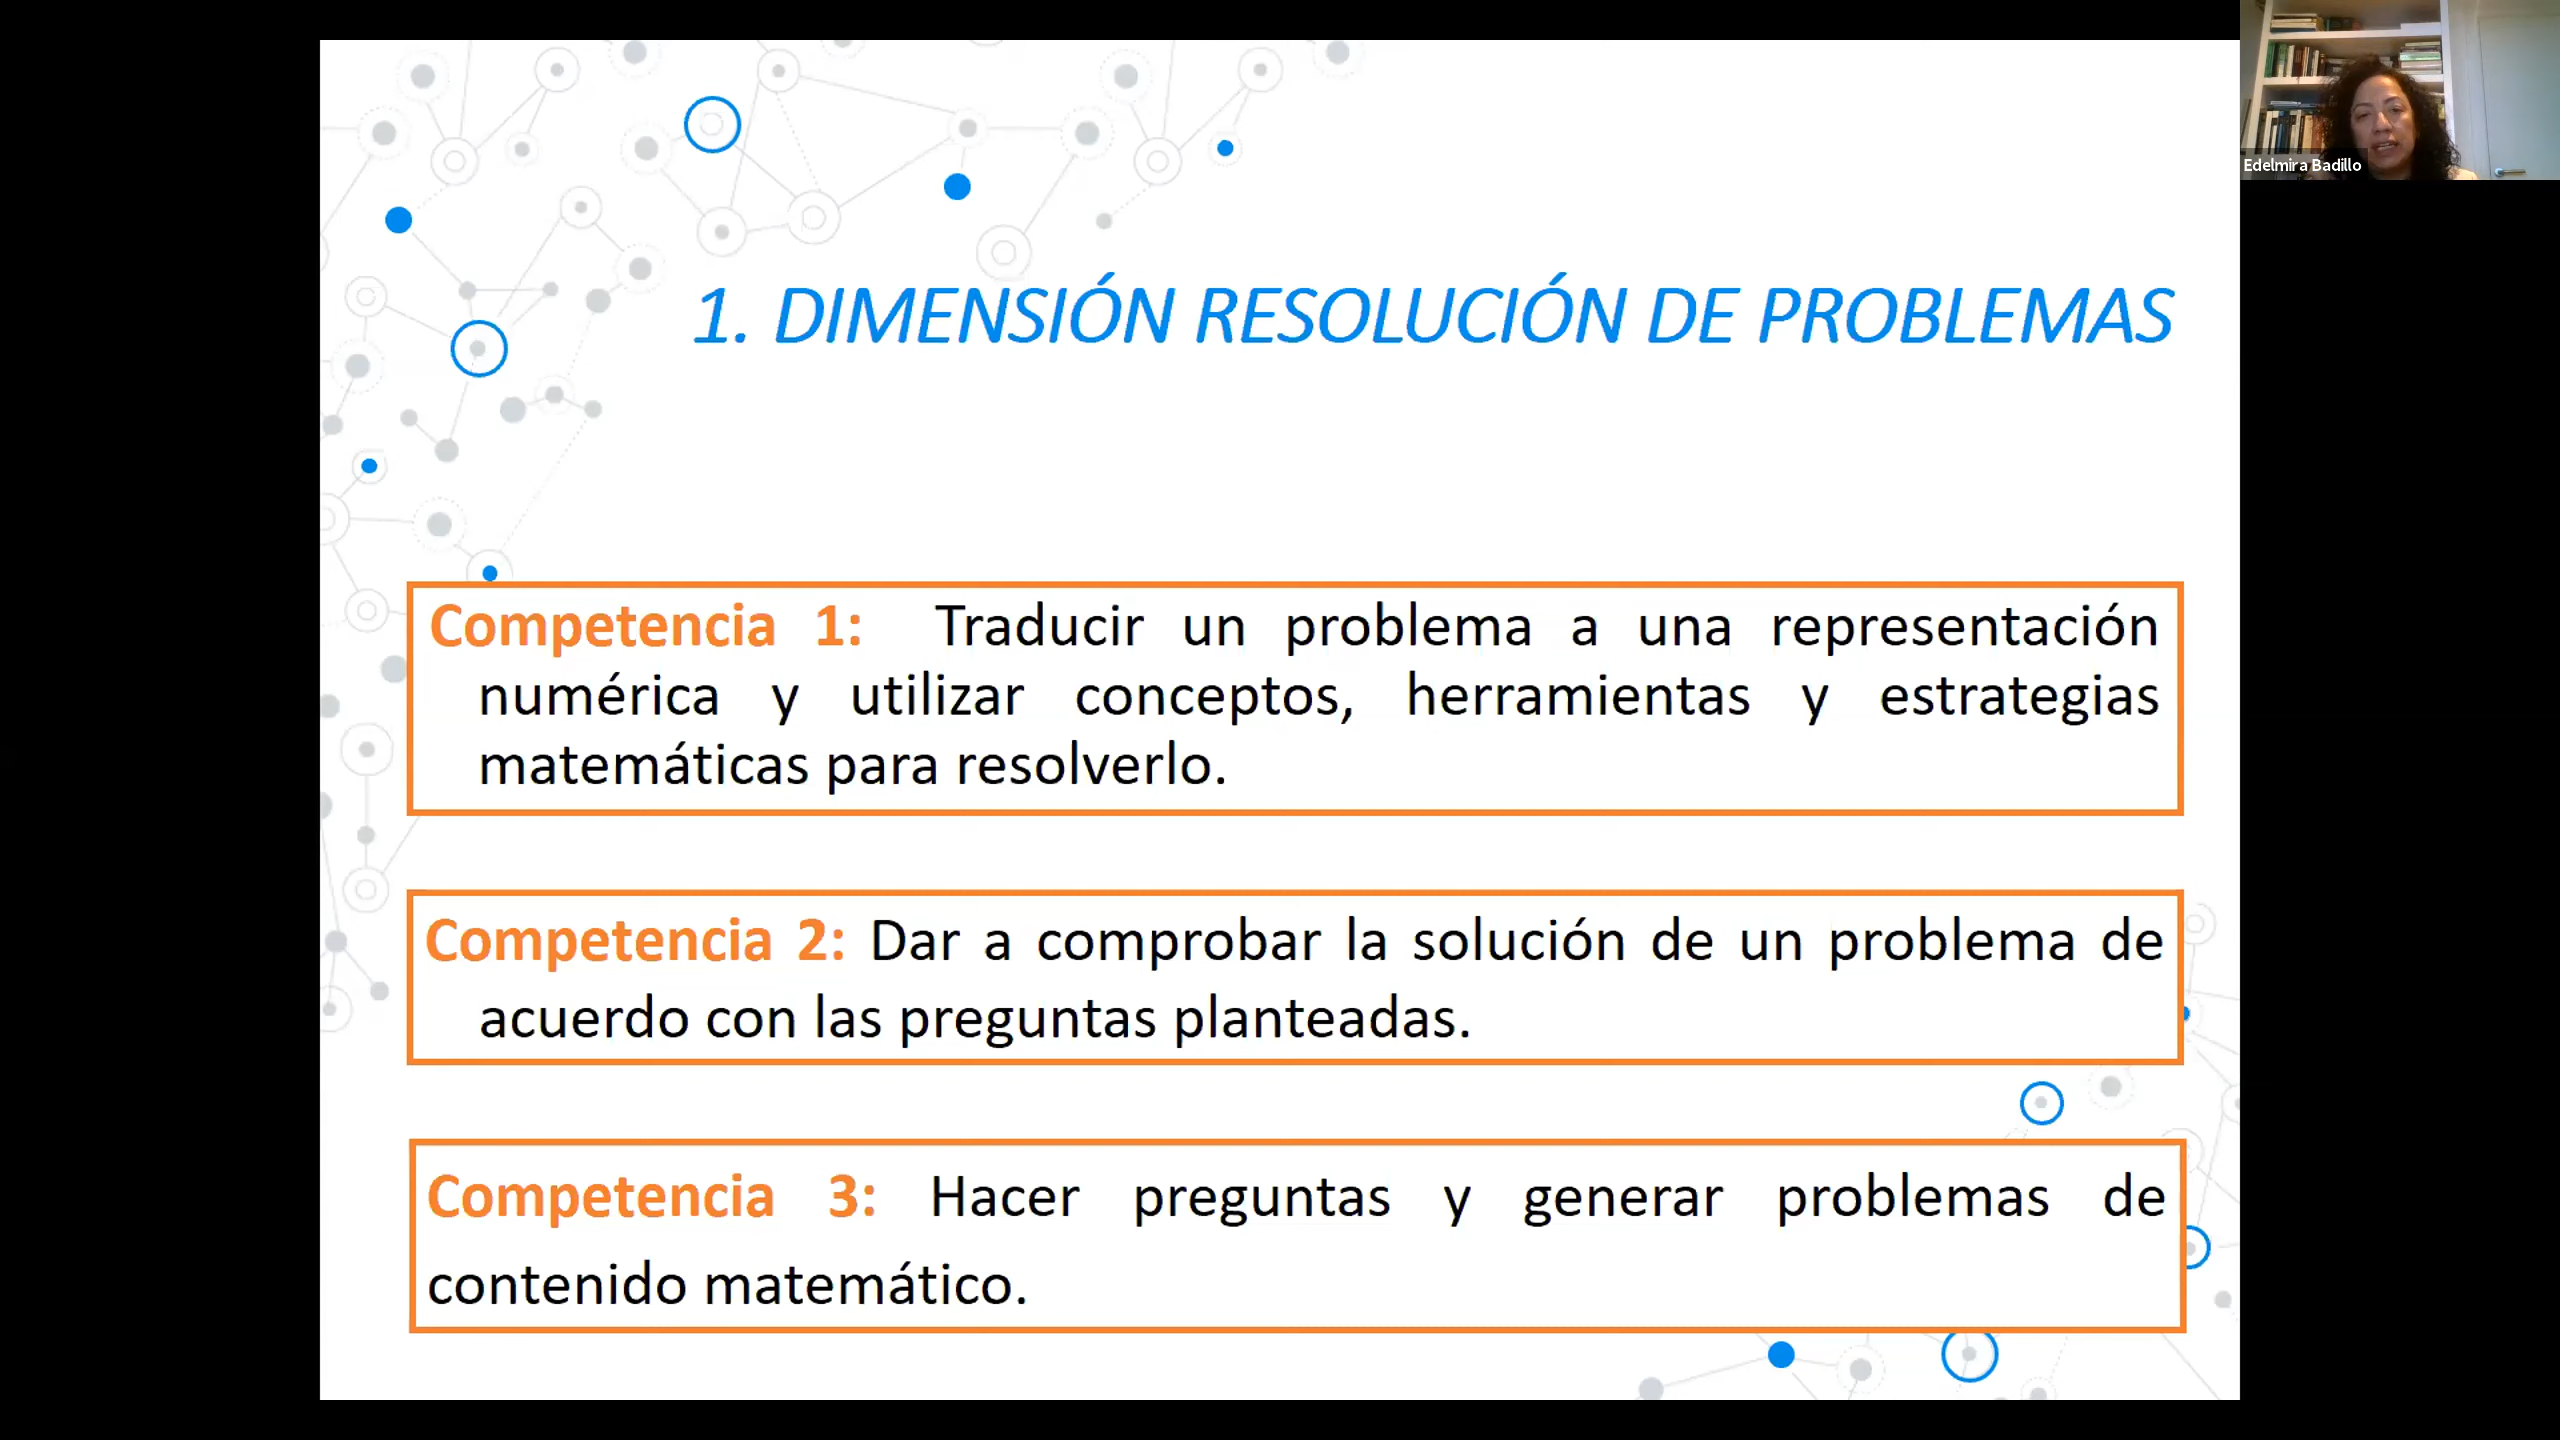 Edelmira Badillo
1. DIMENSIÓN RESOLUCIÓN DE PROBLEMAS
Competencia 1: Traducir un problema a una representación
numérica y utilizar conceptos, herramientas y estrategias
matemáticas para resolverlo.
Competencia 2: Dar a comprobar la solución de un problema de
acuerdo con las preguntas planteadas.
Competencia 3: Hacer preguntas y generar problemas de
contenido matemático.